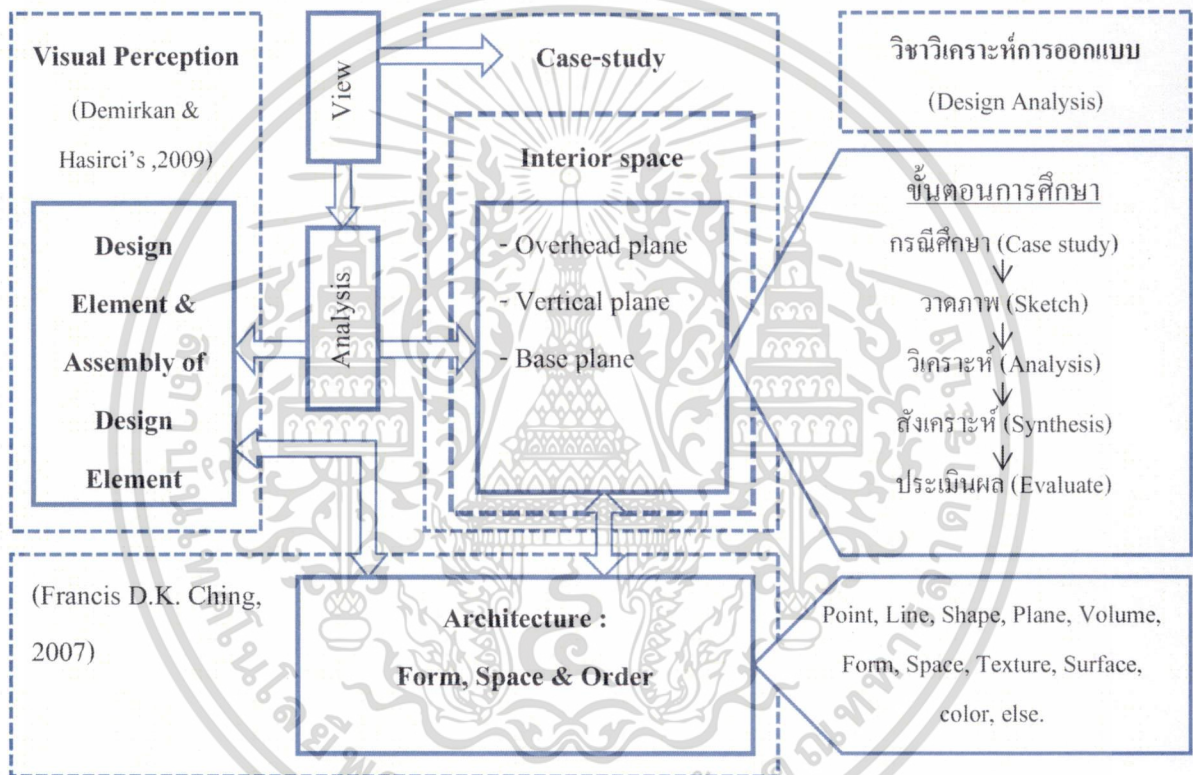 Visual Perception
(Demirkan &
Hasirci's ,2009)
Design
Element &
Assembly of
Design
Element
View
Analysis
Case-study
Interior space
- Overhead plane
- Vertical plane
- Base plane
วิชาวิเคราะห์การออกแบบ
(Design Analysis)
ขั้นตอนการศึกษา
กรณีศึกษา (Case study)
วาดภาพ (Sketch)
วิเคราะห์ (Analysis)
สังเคราะห์ (Synthesis)
ประเมินผล (Evaluate)
(Francis D.K. Ching,
2007)
Architecture :
Form, Space & Order
Point, Line, Shape, Plane, Volume,
Form, Space, Texture, Surface,
color, else.